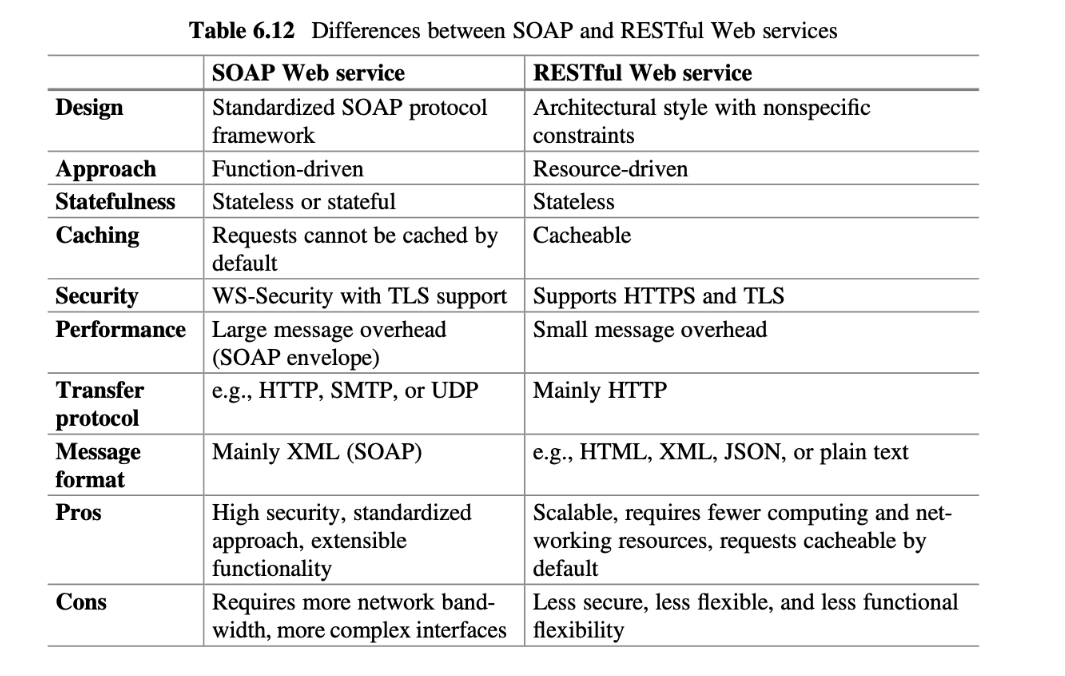 Table 6.12 Differences between SOAP and RESTful Web services
SOAP Web service RESTful Web service
Design Standardized SOAP protocol Architectural style with nonspecific
framework constraints
Approach Function-driven Resource-driven
Statefulness Stateless or stateful Stateless
Caching Requests cannot be cached by Cacheable
default
Security WS-Security with TLS support Supports HTTPS and TLS
Performance Large message overhead Small message overhead
(SOAP envelope)
Transfer e.g., HTTP, SMTP, or UDP Mainly HTTP
protocol
Message Mainly XML (SOAP) e.g., HTML, XML, JSON, or plain text
format
Pros High security, standardized Scalable, requires fewer computing and net-
approach, extensible working resources, requests cacheable by
functionality default
Cons Requires more network band- Less secure, less flexible, and less functional
width, more complex interfaces flexibility